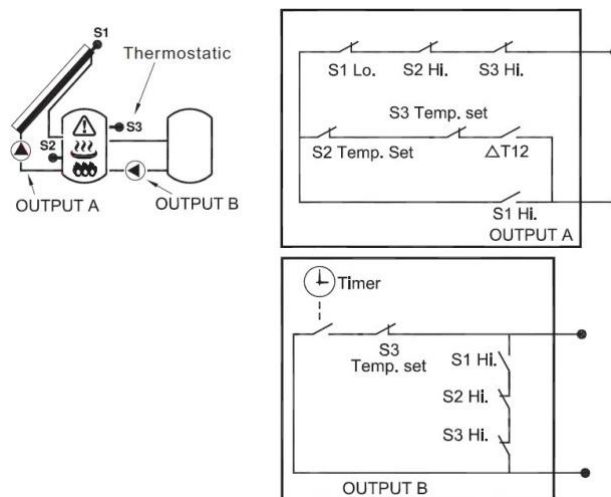 S1
Thermostatic
S3
S2
OUTPUT A
OUTPUT B
S1 Lo.
S2 Hi.
S3 Hi.
S3 Temp. set
S2 Temp. Set
△T12
S1 Hi.
OUTPUT A
Timer
S3
Temp. set
S1 Hi.
S2 Hi.
S3 Hi.
OUTPUT B